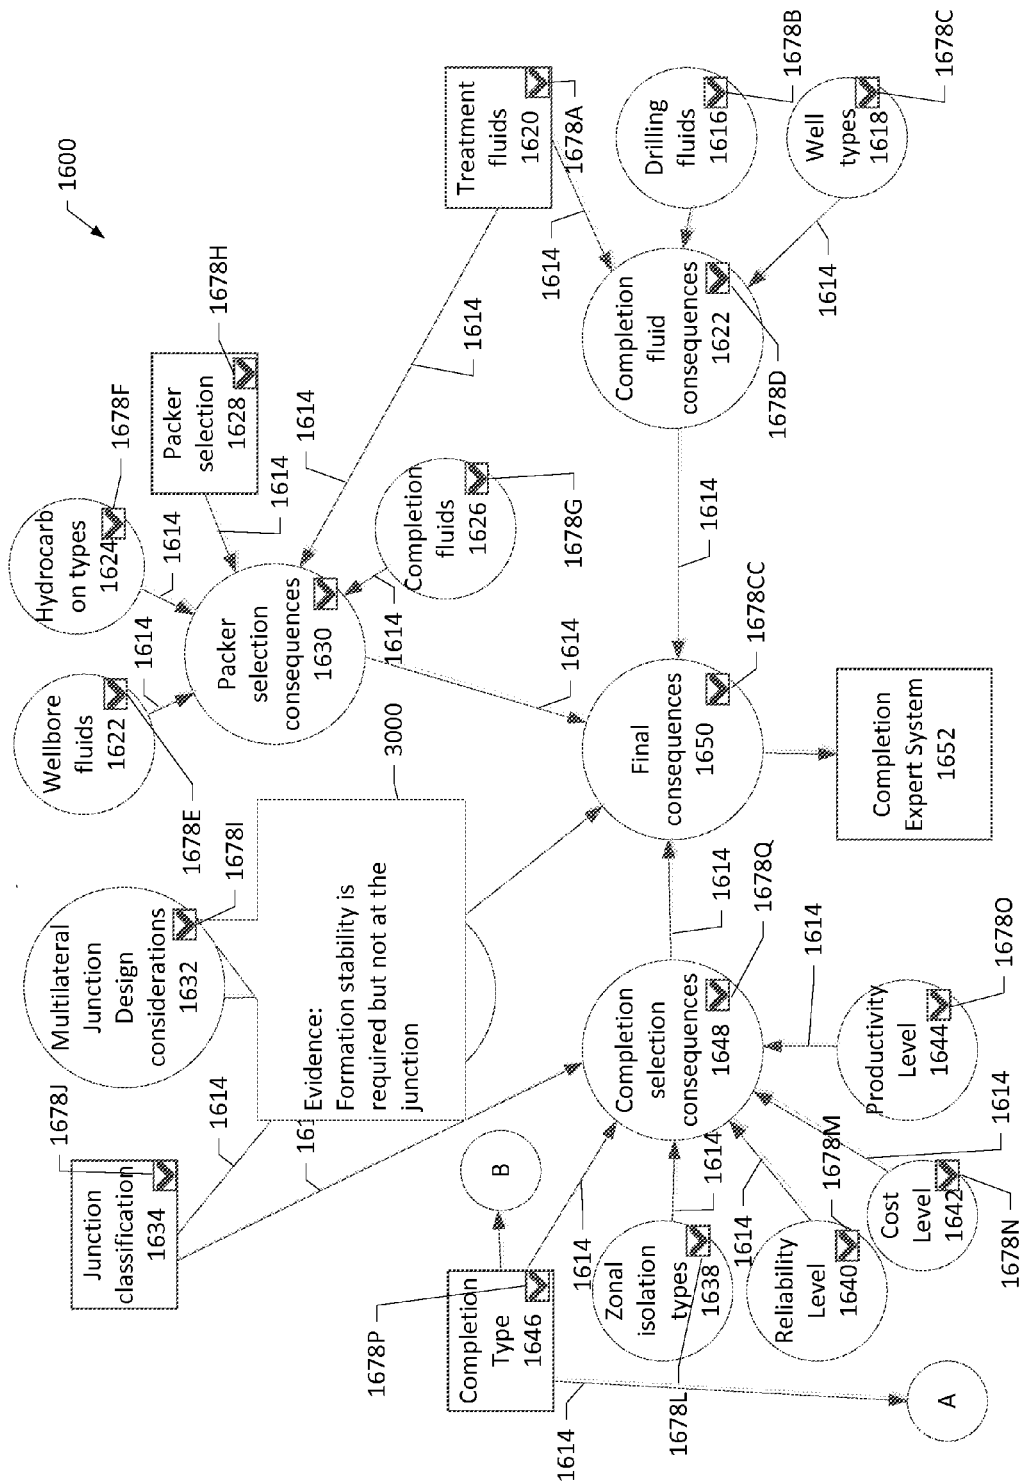 1600
Multilateral
Junction
Design
considerations
1632
1678I
Wellbore
fluids
1622
1678E
Hydrocarb
on types
1624
1678F
1614
1614
Junction
classification
1634
1678J
1614
Packer
selection
1628
1678H
1614
Packer
selection
consequences
1630
1614
3000
Evidence:
Formation stability is
required but not at the
junction
161
Completion
fluids
1626
1678G
1614
1614
1614
Treatment
fluids
1620
1678A
1614
Completion
Type
1646
1678P
B
1614
1614
A
1614
Completion
selection
consequences
1648
1678Q
1614
Final
consequences
1650
1678CC
1614
Completion
fluid
consequences
1622
1678D
Drilling
fluids
1616
1678B
Zonal
isolation
types
1638
1678L
1614
Reliability
Level
1640
1678M
1614
Cost
Level
1642
1678N
1614
Productivity
Level
1644
1678O
1614
Completion
Expert System
1652
Well
types
1618
1678C
1614